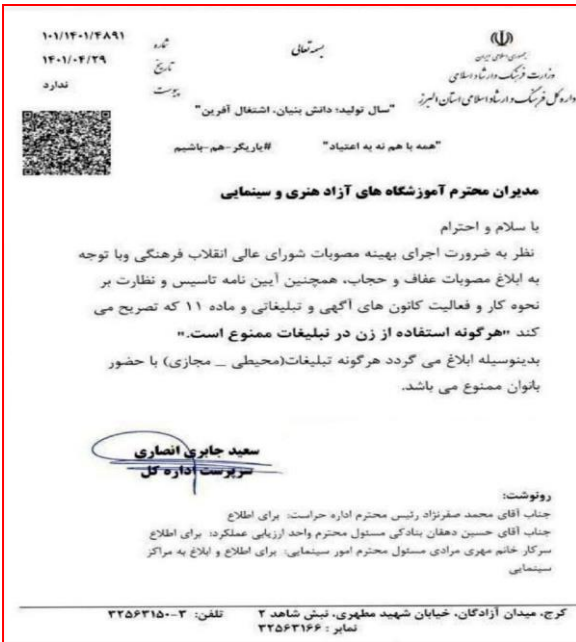 بسمه تعالی
جمهوری اسلامی ایران
وزارت فرهنگ و ارشاد اسلامی
اداره کل فرهنگ و ارشاد اسلامی استان البرز
شماره ۱۰۱/۱۴۰۱/۴۸۹۱
تاریخ ۱۴۰۱/۰۴/۲۹
پیوست ندارد
"سال تولید؛ دانش بنیان، اشتغال آفرین"
"همه با هم نه به اعتیاد" #یاریگر-هم-باشیم
مدیران محترم آموزشگاه های آزاد هنری و سینمایی
با سلام و احترام
نظر به ضرورت اجرای بهینه مصوبات شورای عالی انقلاب فرهنگی وبا توجه
به ابلاغ مصوبات عفاف و حجاب، همچنین آیین نامه تاسیس و نظارت بر
نحوه کار و فعالیت کانون های آگهی و تبلیغاتی و ماده ۱۱ که تصریح می
کند "هرگونه استفاده از زن در تبلیغات ممنوع است."
بدینوسیله ابلاغ می گردد هرگونه تبلیغات(محیطی _ مجازی) با حضور
بانوان ممنوع می باشد.
سعید جابری انصاری
سرپرست اداره کل
رونوشت:
جناب آقای محمد صفرنژاد رئیس محترم اداره حراست: برای اطلاع
جناب آقای حسین دهقان بنادکی مسئول محترم واحد ارزیابی عملکرد: برای اطلاع
سرکار خانم مهری مرادی مسئول محترم امور سینمایی: برای اطلاع و ابلاغ به مراکز
سینمایی
کرج، میدان آزادگان، خیابان شهید مطهری، نبش شاهد ۲ تلفن: ۳-۳۲۵۶۳۱۵۰
نمابر : ۳۲۵۶۳۱۶۶